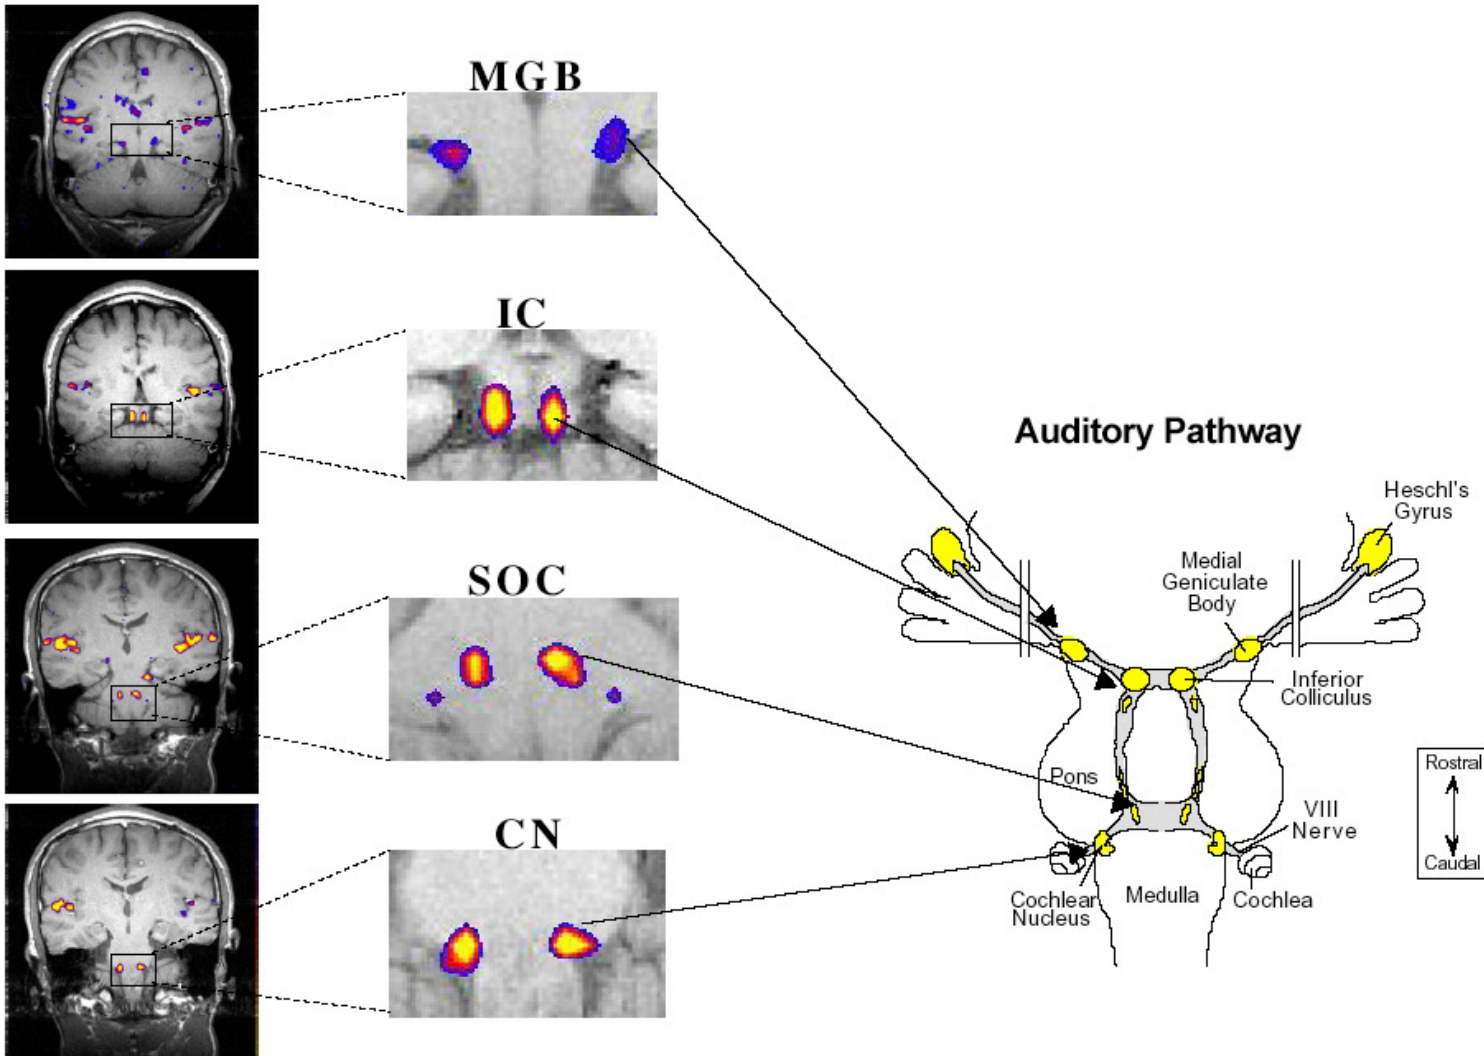 MGB
IC
SOC
CN
Auditory Pathway
Heschl's
Gyrus
Medial
Geniculate
Body
Inferior
Colliculus
Pons
VIII
Nerve
Cochlear
Nucleus
Medulla
Cochlea
Rostral
Caudal